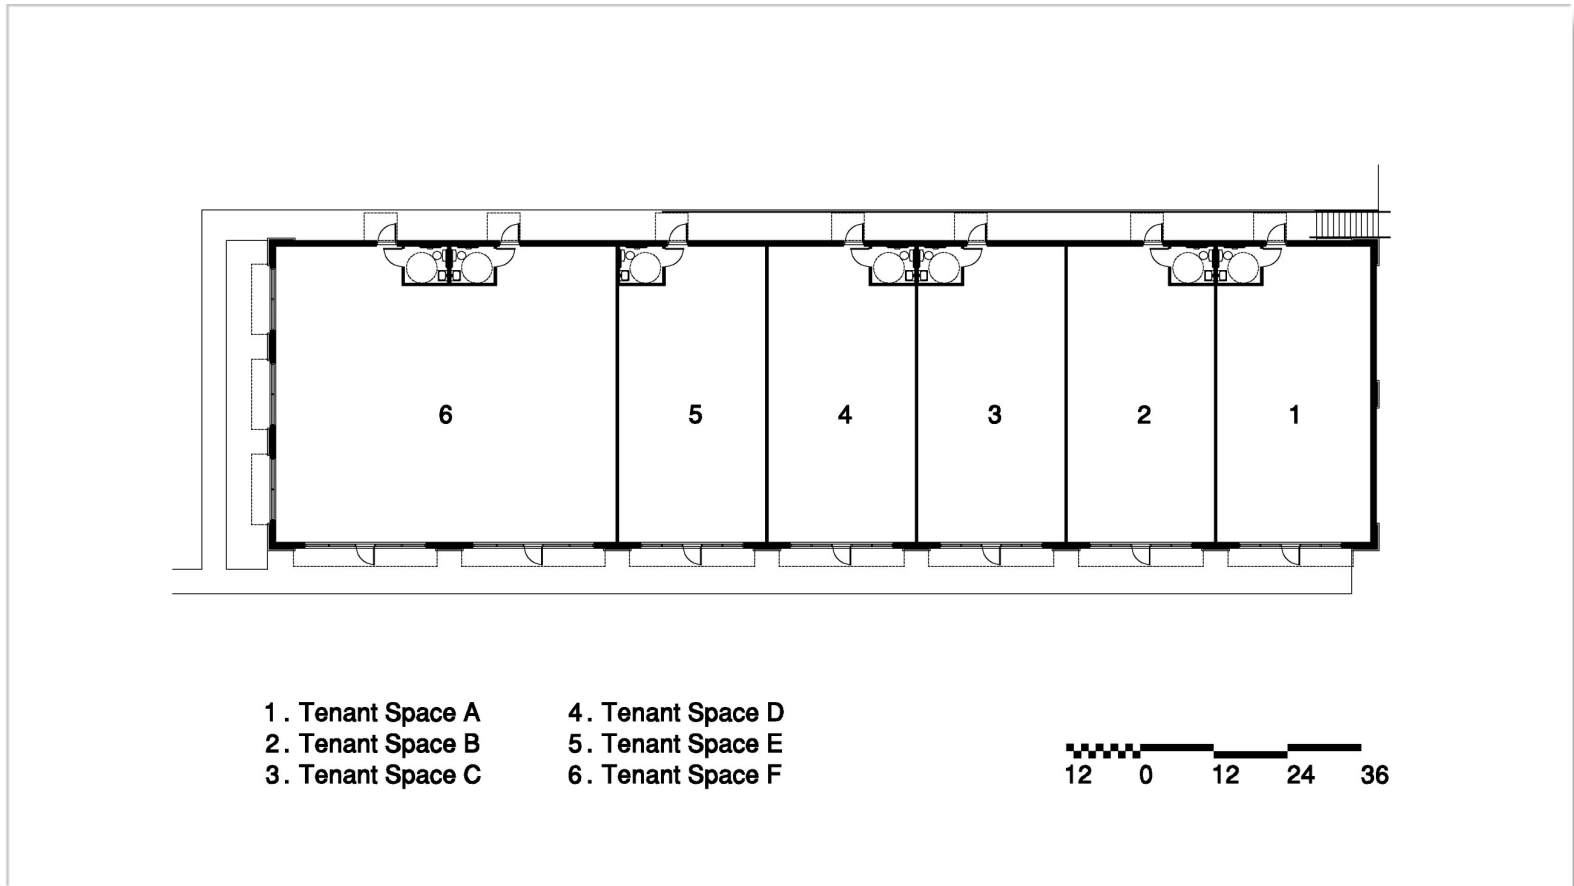 6 5 4 3 2 1
1. Tenant Space A
2. Tenant Space B
3. Tenant Space C
4. Tenant Space D
5. Tenant Space E
6. Tenant Space F
12 0 12 24 36